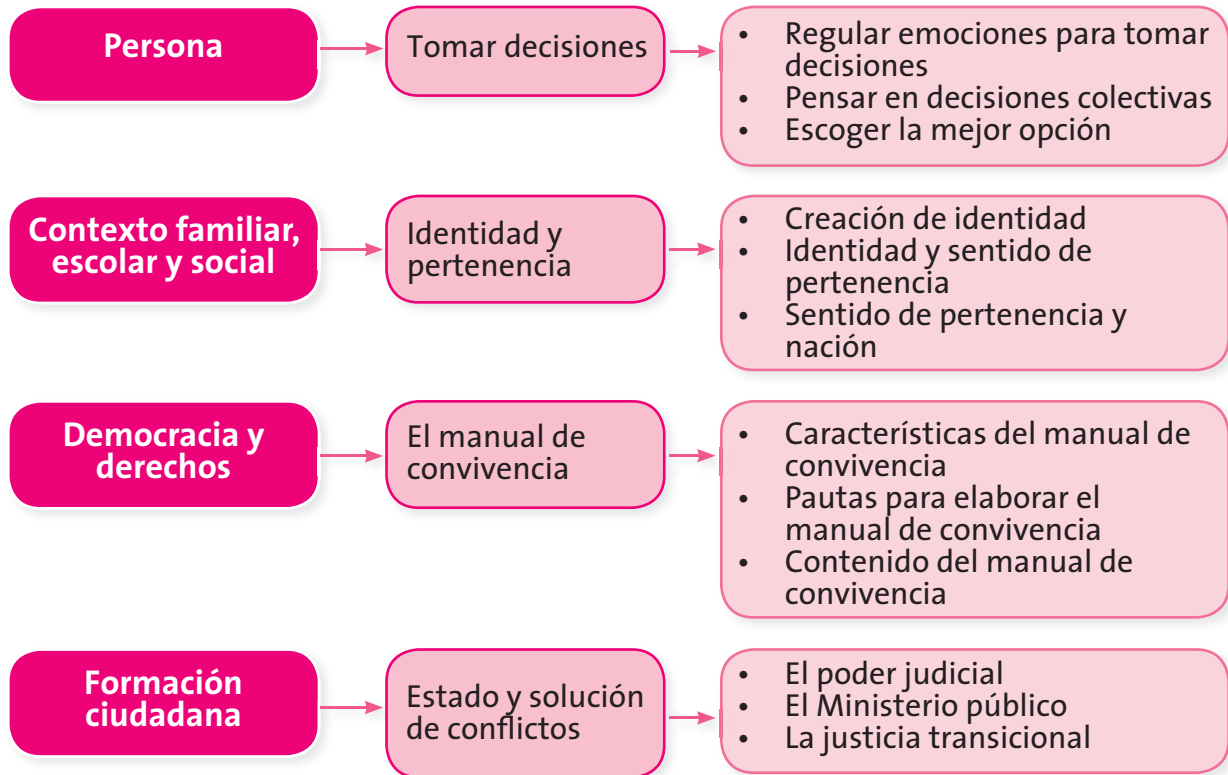 Persona
Tomar decisiones
• Regular emociones para tomar
decisiones
• Pensar en decisiones colectivas
• Escoger la mejor opción
Contexto familiar,
escolar y social
Identidad y
pertenencia
• Creación de identidad
• Identidad y sentido de
pertenencia
• Sentido de pertenencia y
nación
Democracia y
derechos
El manual de
convivencia
• Características del manual de
convivencia
• Pautas para elaborar el
manual de convivencia
• Contenido del manual de
convivencia
Formación
ciudadana
Estado y solución
de conflictos
• El poder judicial
• El Ministerio público
• La justicia transicional